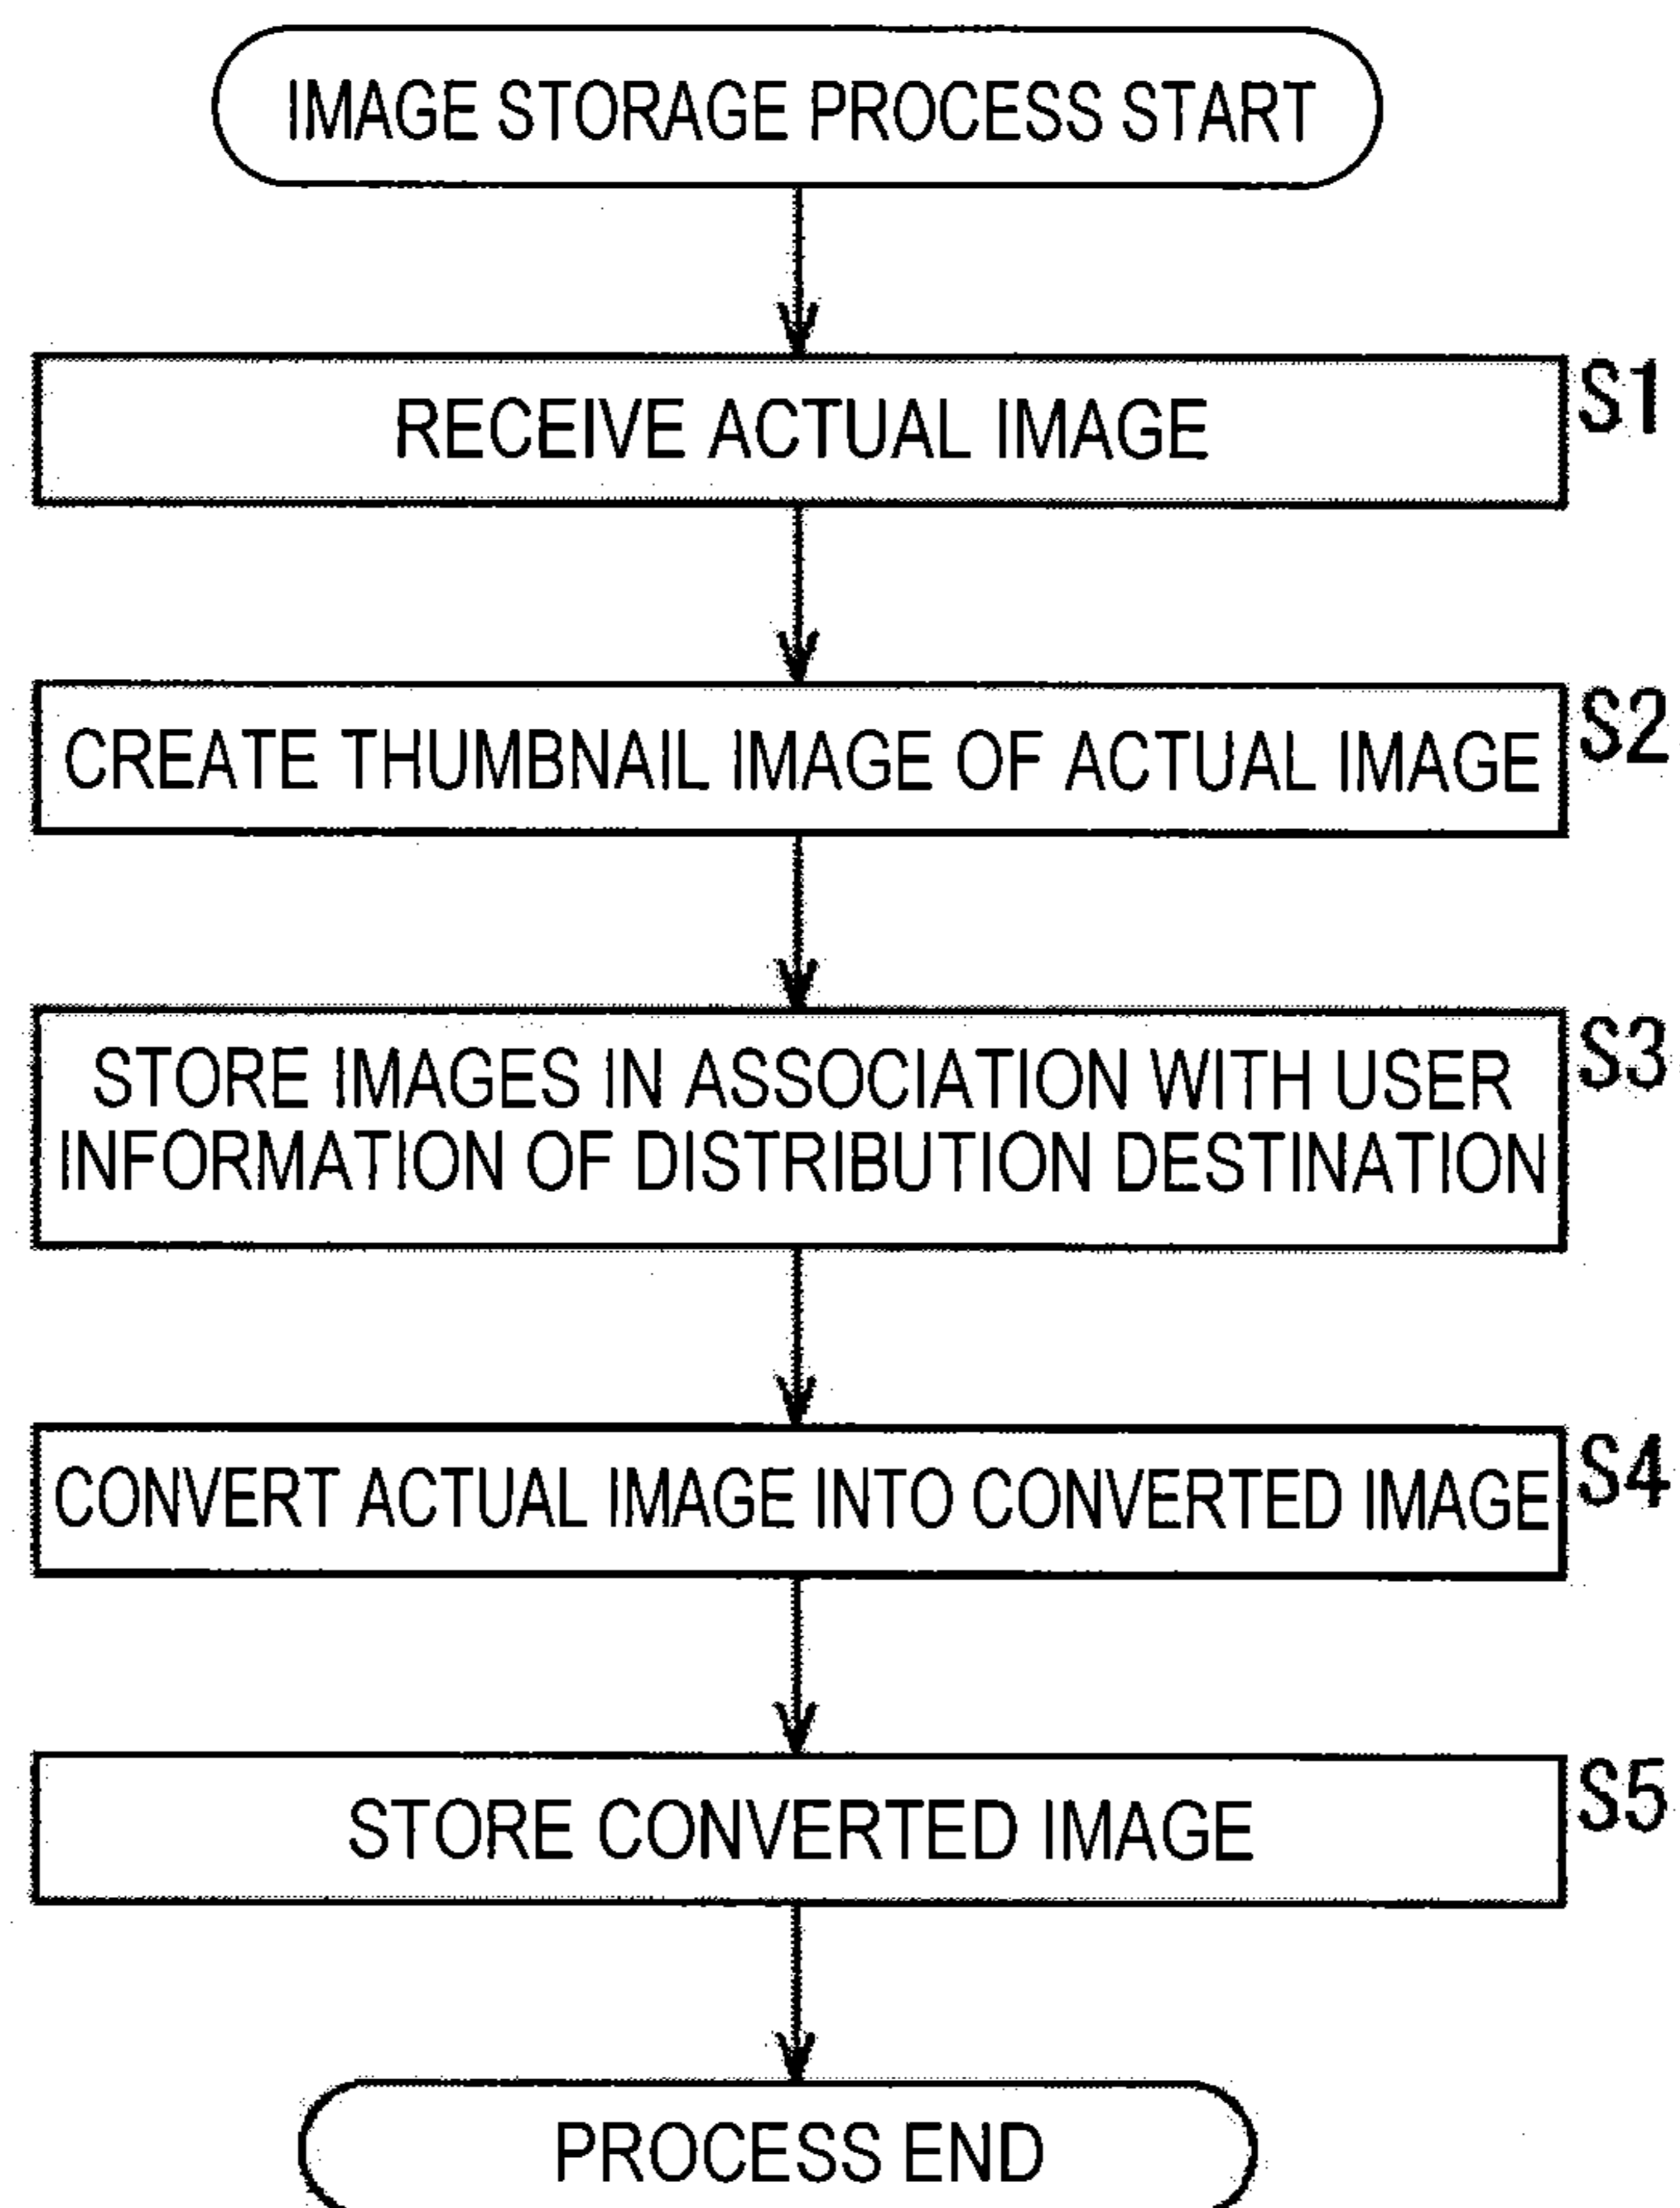 IMAGE STORAGE PROCESS START
RECEIVE ACTUAL IMAGE
S1
CREATE THUMBNAIL IMAGE OF ACTUAL IMAGE
S2
STORE IMAGES IN ASSOCIATION WITH USER
INFORMATION OF DISTRIBUTION DESTINATION
S3
CONVERT ACTUAL IMAGE INTO CONVERTED IMAGE
S4
STORE CONVERTED IMAGE
S5
PROCESS END